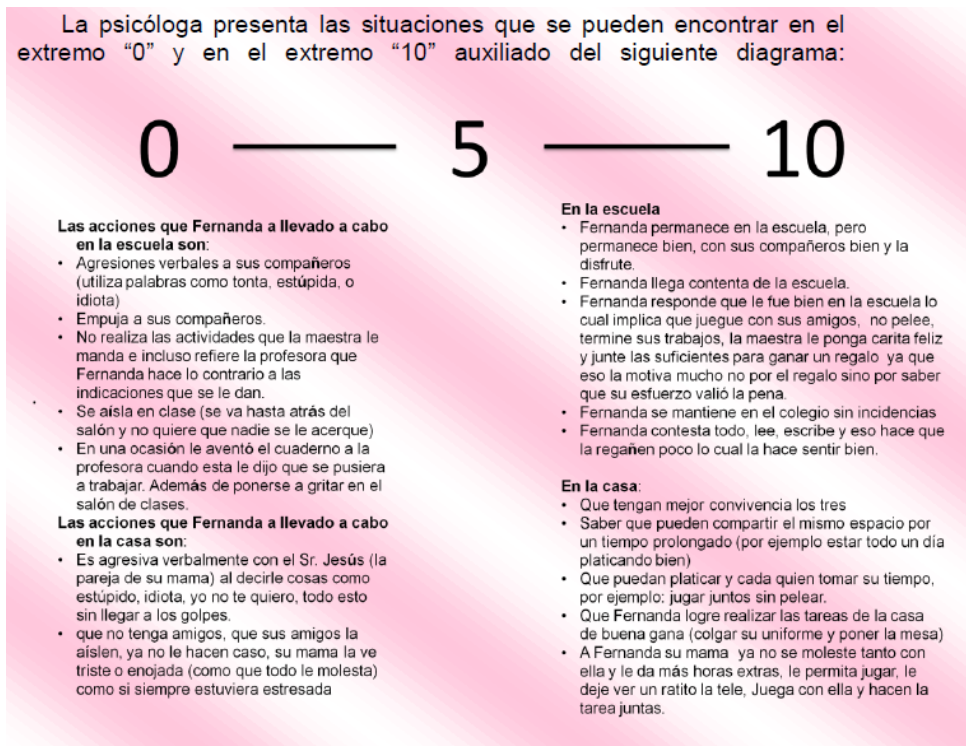 La psicóloga presenta las situaciones que se pueden encontrar en el
extremo “0” y en el extremo “10” auxiliado del siguiente diagrama:
0 5 10
Las acciones que Fernanda a llevado a cabo
en la escuela son:
• Agresiones verbales a sus compañeros
(utiliza palabras como tonta, estúpida, o
idiota)
• Empuja a sus compañeros.
• No realiza las actividades que la maestra le
manda e incluso refiere la profesora que
Fernanda hace lo contrario a las
indicaciones que se le dan.
• Se aísla en clase (se va hasta atrás del
salón y no quiere que nadie se le acerque)
• En una ocasión le aventó el cuaderno a la
profesora cuando esta le dijo que se pusiera
a trabajar. Además de ponerse a gritar en el
salón de clases.
Las acciones que Fernanda a llevado a cabo
en la casa son:
• Es agresiva verbalmente con el Sr. Jesús (la
pareja de su mama) al decirle cosas como
estúpido, idiota, yo no te quiero, todo esto
sin llegar a los golpes.
• que no tenga amigos, que sus amigos la
aíslen, ya no le hacen caso, su mama la ve
triste o enojada (como que todo le molesta)
como si siempre estuviera estresada
En la escuela
• Fernanda permanece en la escuela, pero
permanece bien, con sus compañeros bien y la
disfrute.
• Fernanda llega contenta de la escuela.
• Fernanda responde que le fue bien en la escuela lo
cual implica que juegue con sus amigos, no pelee,
termine sus trabajos, la maestra le ponga carita feliz
y junte las suficientes para ganar un regalo ya que
eso la motiva mucho no por el regalo sino por saber
que su esfuerzo valió la pena.
• Fernanda se mantiene en el colegio sin incidencias
• Fernanda contesta todo, lee, escribe y eso hace que
la regañen poco lo cual la hace sentir bien.
En la casa:
• Que tengan mejor convivencia los tres
• Saber que pueden compartir el mismo espacio por
un tiempo prolongado (por ejemplo estar todo un día
platicando bien)
• Que puedan platicar y cada quien tomar su tiempo,
por ejemplo: jugar juntos sin pelear.
• Que Fernanda logre realizar las tareas de la casa
de buena gana (colgar su uniforme y poner la mesa)
• A Fernanda su mama ya no se moleste tanto con
ella y le da más horas extras, le permita jugar, le
deje ver un ratito la tele, Juega con ella y hacen la
tarea juntas.